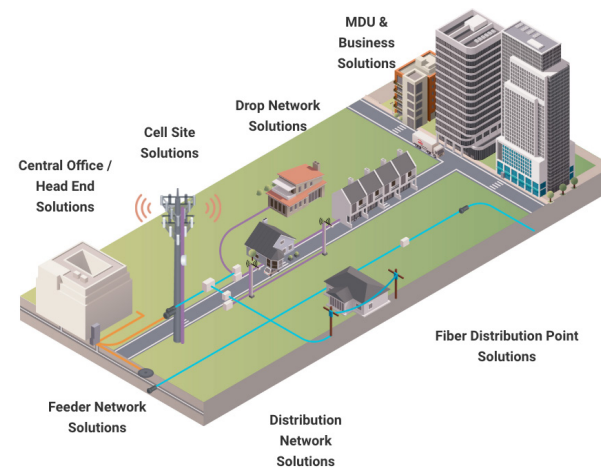 MDU &
Business
Solutions
Drop Network
Solutions
Cell Site
Solutions
Central Office /
Head End
Solutions
Fiber Distribution Point
Solutions
Feeder Network
Solutions
Distribution
Network
Solutions